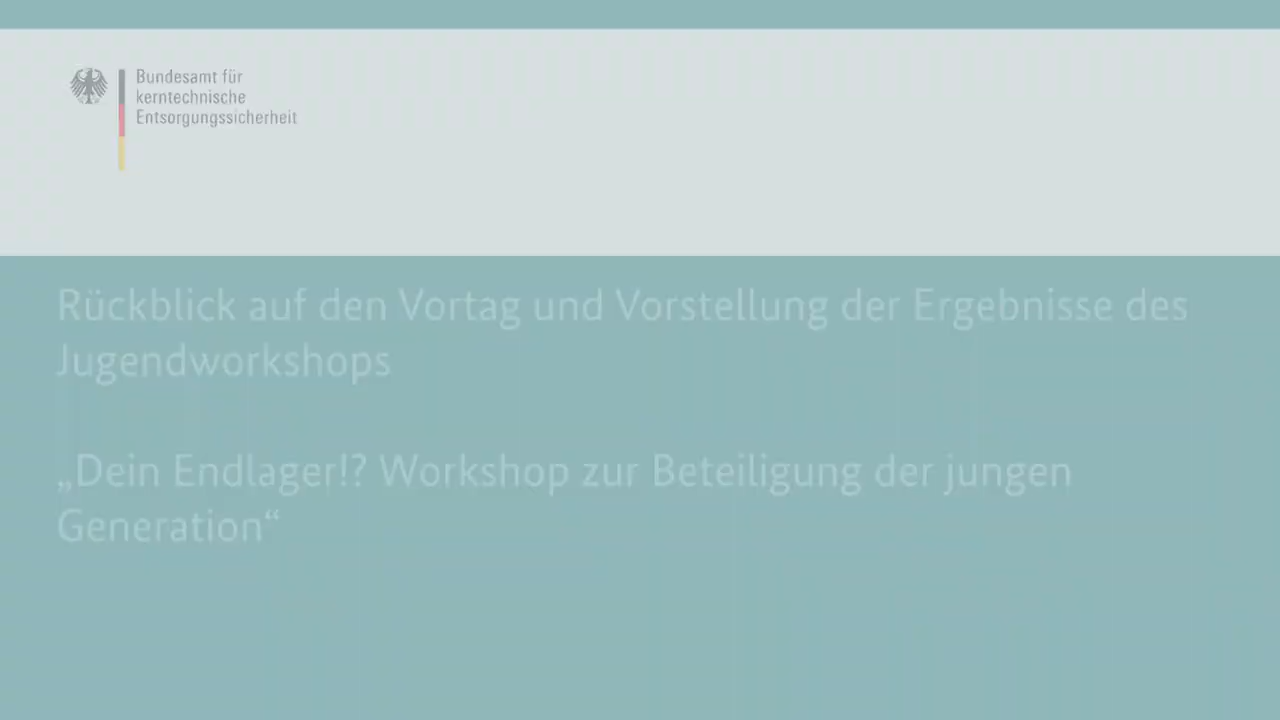 Bundesamt für
kerntechnische
Entsorgungssicherheit
Rückblick auf den Vortag und Vorstellung der Ergebnisse des
Jugendworkshops
„Dein Endlager!? Workshop zur Beteiligung der jungen
Generation“